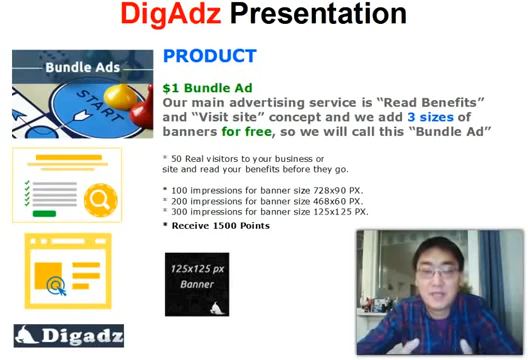 DigAdz Presentation
Bundle Ads
START
PRODUCT
$1 Bundle Ad
Our main advertising service is “Read Benefits”
and “Visit site” concept and we add 3 sizes of
banners for free, so we will call this “Bundle Ad”
* 50 Real visitors to your business or
site and read your benefits before they go.
* 100 impressions for banner size 728x90 PX.
* 200 impressions for banner size 468x60 PX.
* 300 impressions for banner size 125x125 PX.
* Receive 1500 Points
125x125 px
Banner
Digadz